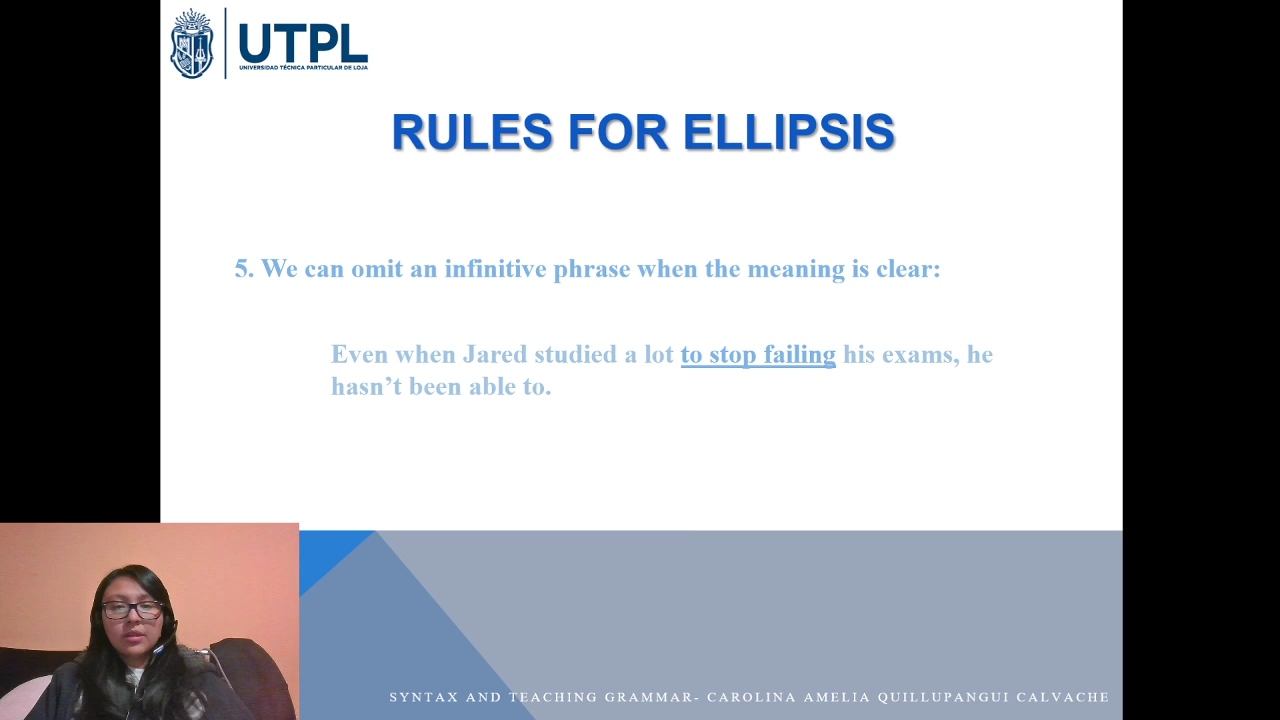 UTPL
UNIVERSIDAD TÉCNICA PARTICULAR DE LOJA
RULES FOR ELLIPSIS
5. We can omit an infinitive phrase when the meaning is clear:
Even when Jared studied a lot to stop failing his exams, he
hasn’t been able to.
SYNTAX AND TEACHING GRAMMAR- CAROLINA AMELIA QUILLUPANGUI CALVACHE